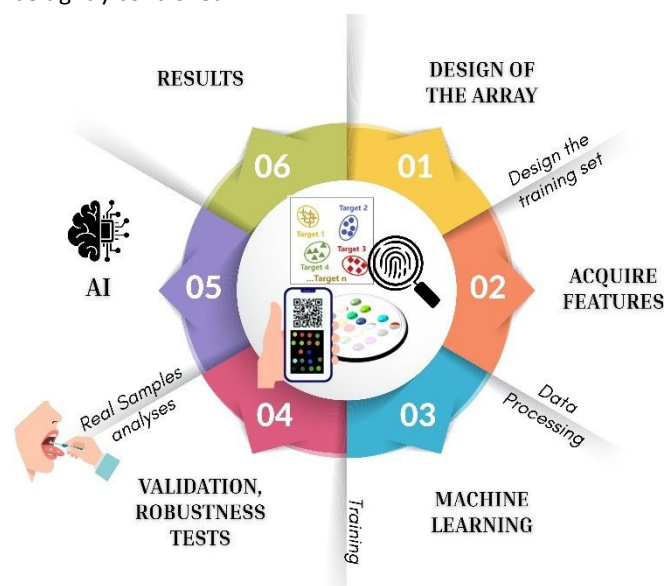 RESULTS
DESIGN OF
THE ARRAY
06
01
Design the
training set
Target 2
Target 1
Target 3
Target 4
...Target n
AI
05
02
ACQUIRE
FEATURES
Real Samples
analyses
04
03
Data
Processing
VALIDATION,
ROBUSTNESS
TESTS
Training
MACHINE
LEARNING